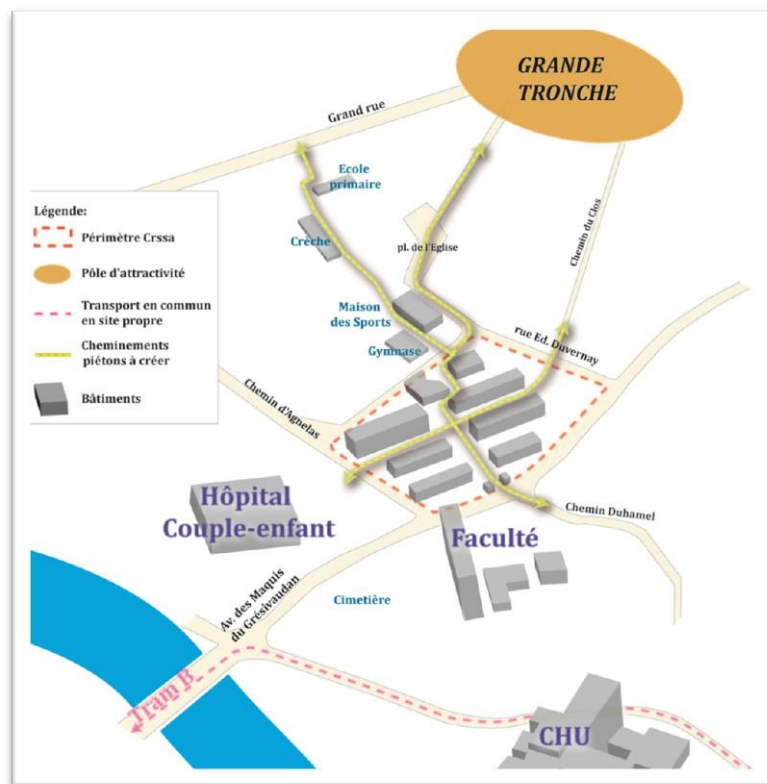 GRANDE
TRONCHE
Grand rue
Ecole
primaire
Légende:
Périmètre Crssa
Pôle d'attractivité
Transport en commun
en site propre
Cheminements
piétons à créer
Bâtiments
Crèche
pl. de l'Eglise
Chemin du Clos
Maison
des Sports
Gymnase
rue Ed. Duvernay
Chemin d'Agnelas
Hôpital
Couple-enfant
Faculté
Chemin Duhamel
Av. des Maquis
du Grésivaudan
Cimetière
Tram B
CHU